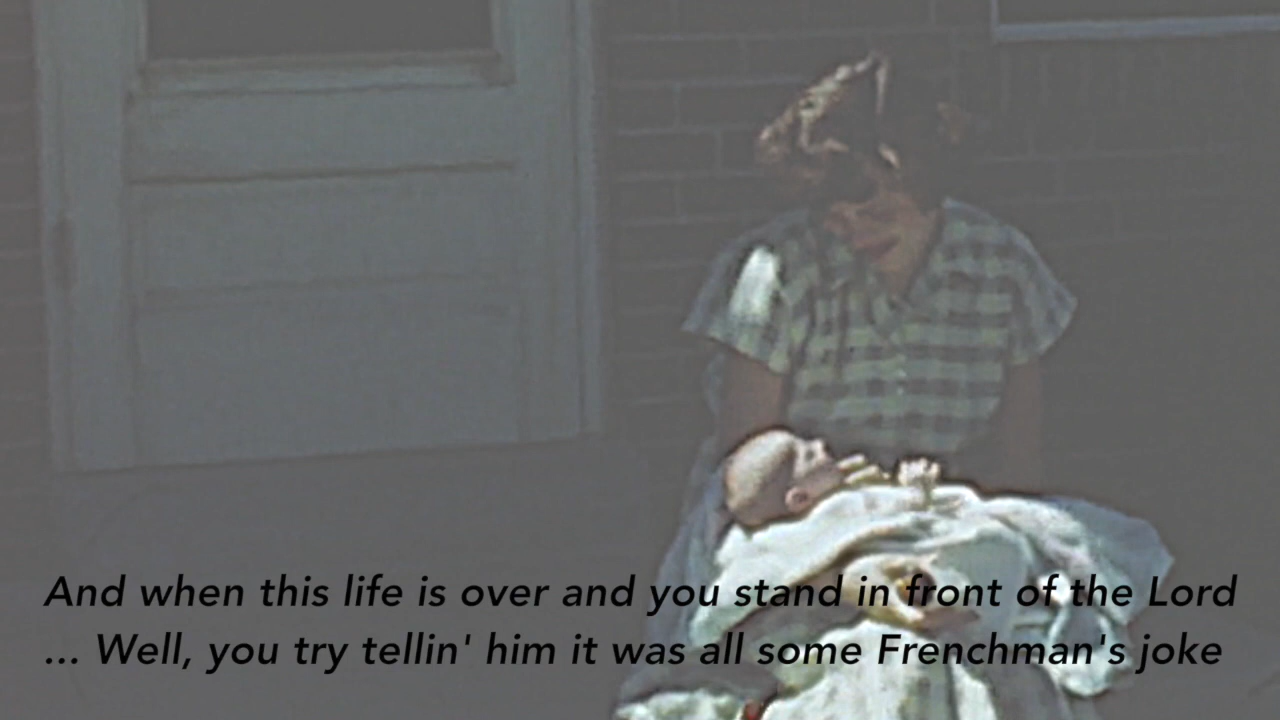 And when this life is over and you stand in front of the Lord
... Well, you try tellin' him it was all some Frenchman's joke